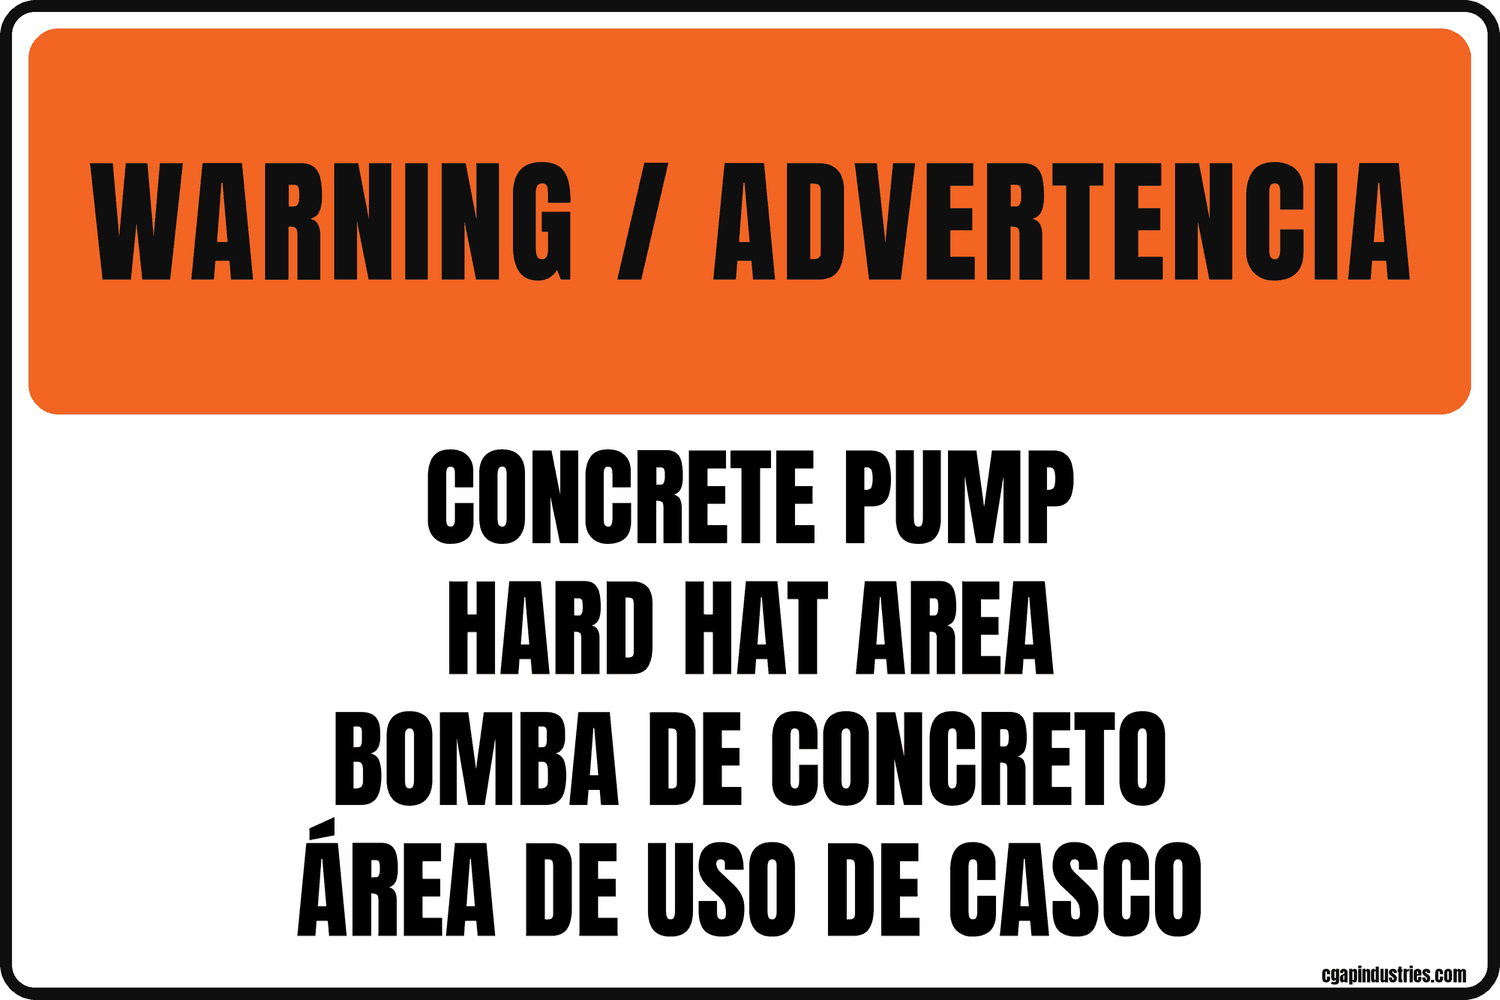 WARNING / ADVERTENCIA
CONCRETE PUMP
HARD HAT AREA
BOMBA DE CONCRETO
ÁREA DE USO DE CASCO
cgapindustries.com